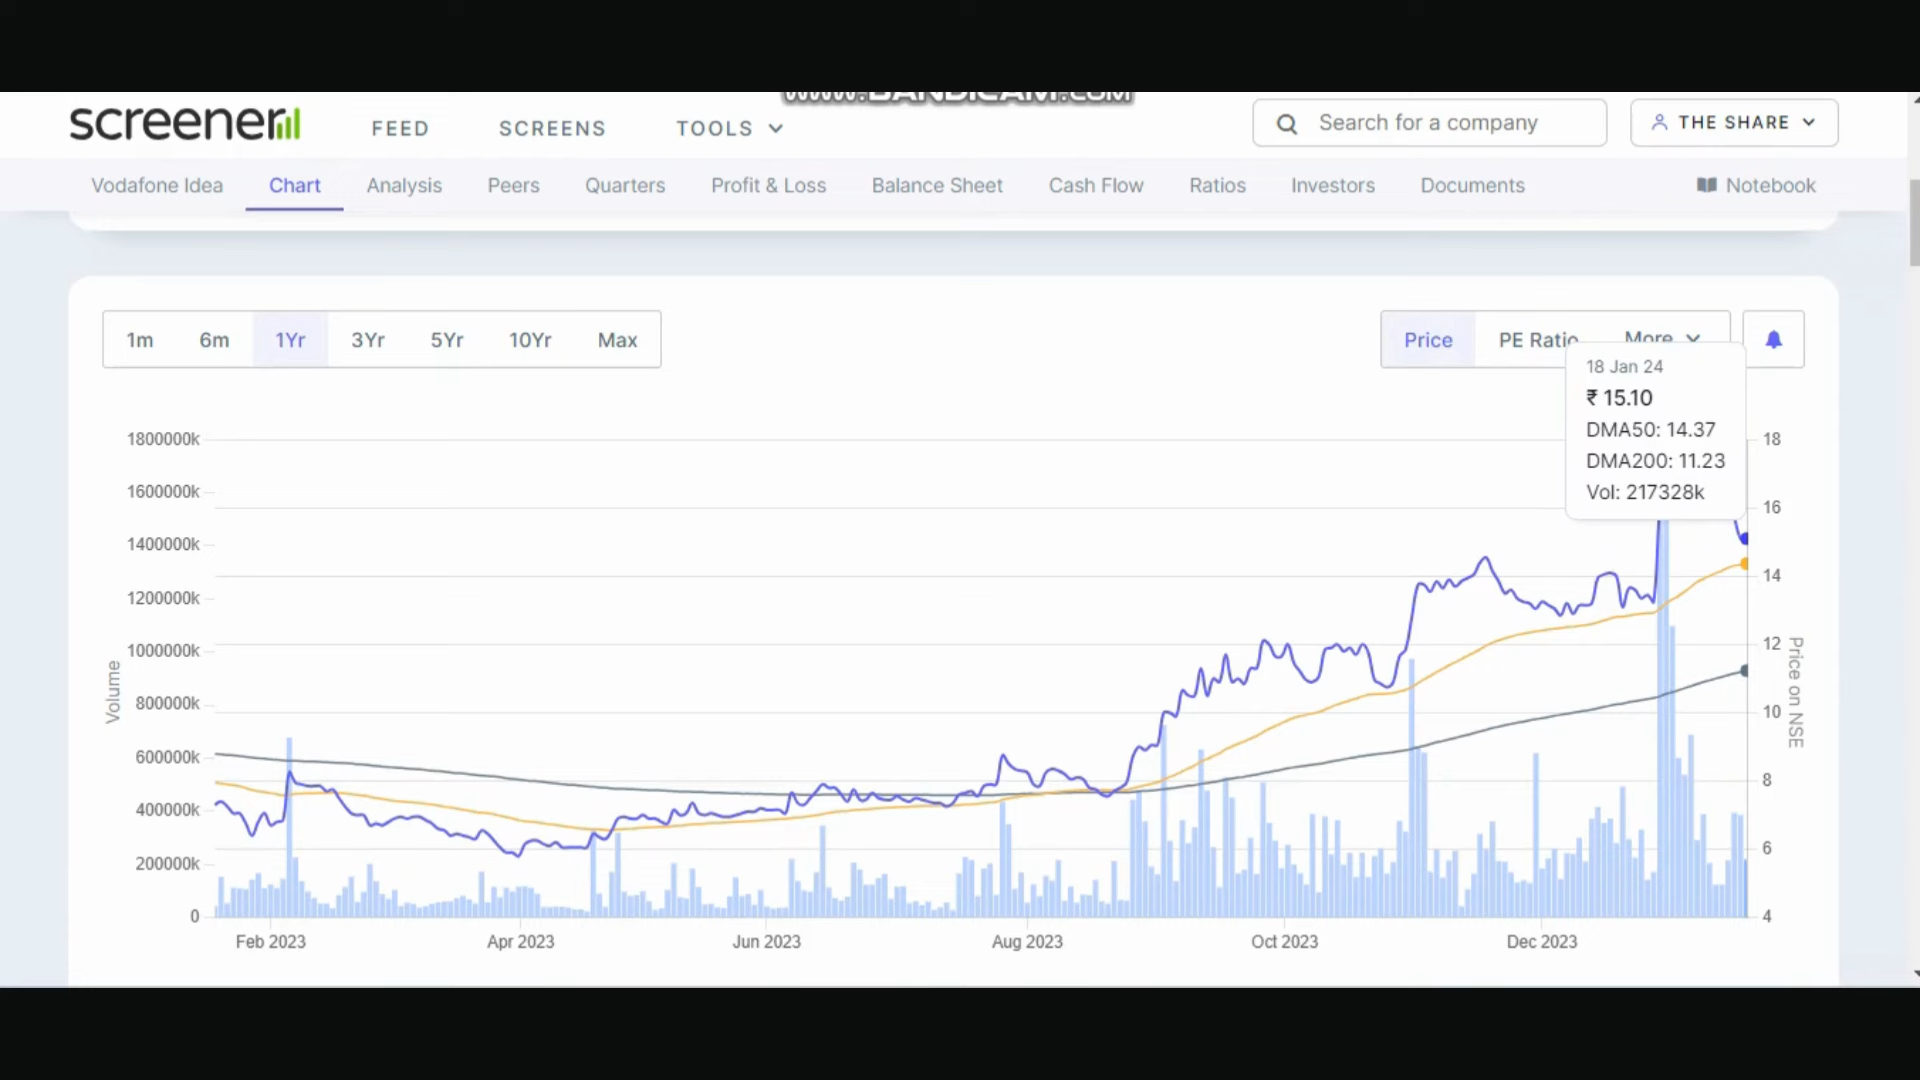 www.BANDICAM.com
screener
FEED
SCREENS
TOOLS
Search for a company
THE SHARE
Vodafone Idea
Chart
Analysis
Peers
Quarters
Profit & Loss
Balance Sheet
Cash Flow
Ratios
Investors
Documents
Notebook
1m
6m
1Yr
3Yr
5Yr
10Yr
Max
Price
PE Ratio
More
18 Jan 24
₹ 15.10
DMA50: 14.37
DMA200: 11.23
Vol: 217328k
1800000k
1600000k
1400000k
1200000k
1000000k
800000k
600000k
400000k
200000k
0
Volume
18
16
14
12
10
8
6
4
Price on NSE
Feb 2023
Apr 2023
Jun 2023
Aug 2023
Oct 2023
Dec 2023